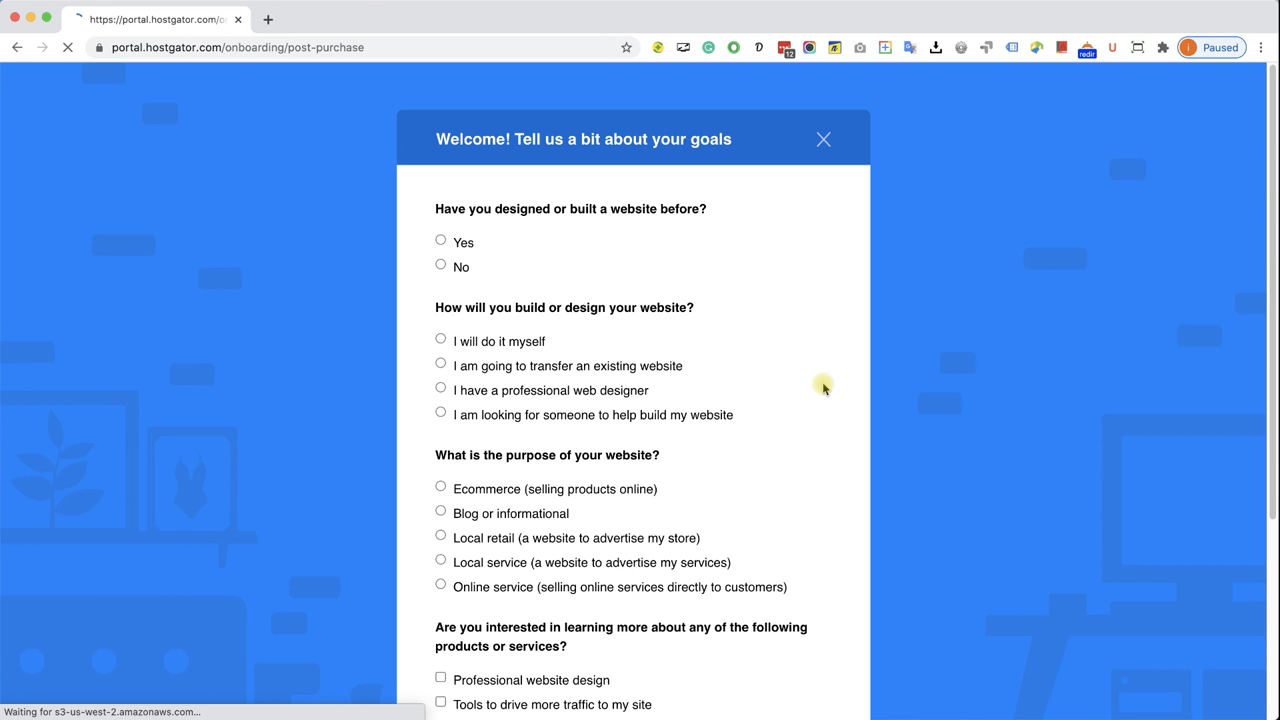 https://portal.hostgator.com/o
portal.hostgator.com/onboarding/post-purchase
12
redir
i
Paused
Welcome! Tell us a bit about your goals
Have you designed or built a website before?
Yes
No
How will you build or design your website?
I will do it myself
I am going to transfer an existing website
I have a professional web designer
I am looking for someone to help build my website
What is the purpose of your website?
Ecommerce (selling products online)
Blog or informational
Local retail (a website to advertise my store)
Local service (a website to advertise my services)
Online service (selling online services directly to customers)
Are you interested in learning more about any of the following
products or services?
Professional website design
Tools to drive more traffic to my site
Waiting for s3-us-west-2.amazonaws.com...